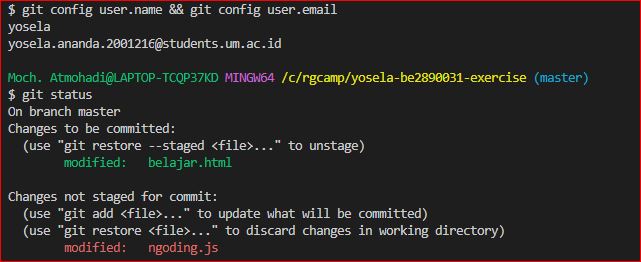 $ git config user.name && git config user.email
yosela
yosela.ananda.2001216@students.um.ac.id
Moch. Atmohadi@LAPTOP-TCQP37KD MINGW64 /c/rgcamp/yosela-be2890031-exercise (master)
$ git status
On branch master
Changes to be committed:
  (use "git restore --staged <file>..." to unstage)
        modified:   belajar.html
Changes not staged for commit:
  (use "git add <file>..." to update what will be committed)
  (use "git restore <file>..." to discard changes in working directory)
        modified:   ngoding.js